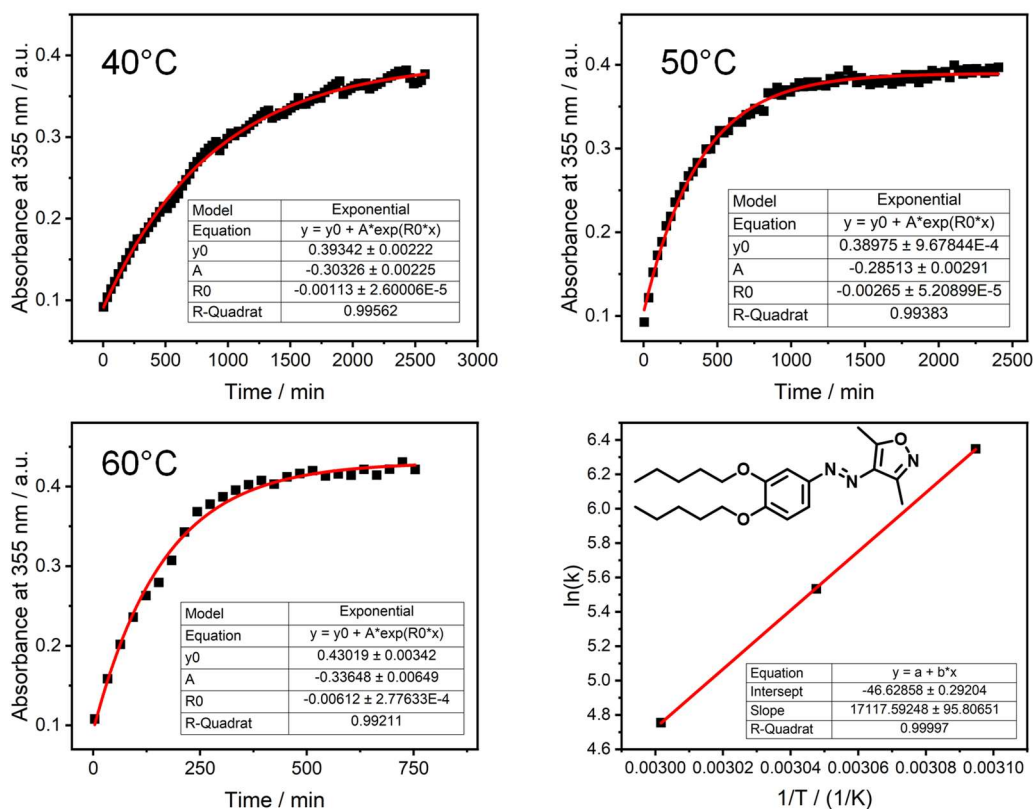 40°C
Absorbance at 355 nm / a.u.
0.4
0.3
0.2
0.1
Model Exponential
Equation y = y0 + A*exp(R0*x)
y0 0.39342 ± 0.00222
A -0.30326 ± 0.00225
R0 -0.00113 ± 2.60006E-5
R-Quadrat 0.99562
0 500 1000 1500 2000 2500 3000
Time / min
50°C
Absorbance at 355 nm / a.u.
0.4
0.3
0.2
0.1
Model Exponential
Equation y = y0 + A*exp(R0*x)
y0 0.38975 ± 9.67844E-4
A -0.28513 ± 0.00291
R0 -0.00265 ± 5.20899E-5
R-Quadrat 0.99383
0 500 1000 1500 2000 2500
Time / min
60°C
Absorbance at 355 nm / a.u.
0.4
0.3
0.2
0.1
Model Exponential
Equation y = y0 + A*exp(R0*x)
y0 0.43019 ± 0.00342
A -0.33648 ± 0.00649
R0 -0.00612 ± 2.77633E-4
R-Quadrat 0.99211
0 250 500 750
Time / min
ln(k)
6.4
6.2
6.0
5.8
5.6
5.4
5.2
5.0
4.8
4.6
O
N
O
N
N
O
Equation y = a + b*x
Intercept -46.62858 ± 0.29204
Slope 17117.59248 ± 95.80651
R-Quadrat 0.99997
0.00300 0.00302 0.00304 0.00306 0.00308 0.00310
1/T / (1/K)